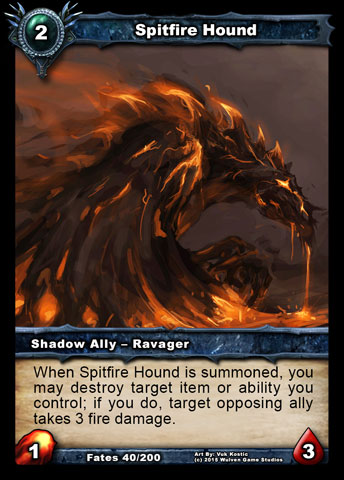 2
Spitfire Hound
Shadow Ally – Ravager
When Spitfire Hound is summoned, you
may destroy target item or ability you
control; if you do, target opposing ally
takes 3 fire damage.
1
Fates 40/200
Art By: Vuk Kostic
(c) 2015 Wulven Game Studios
3